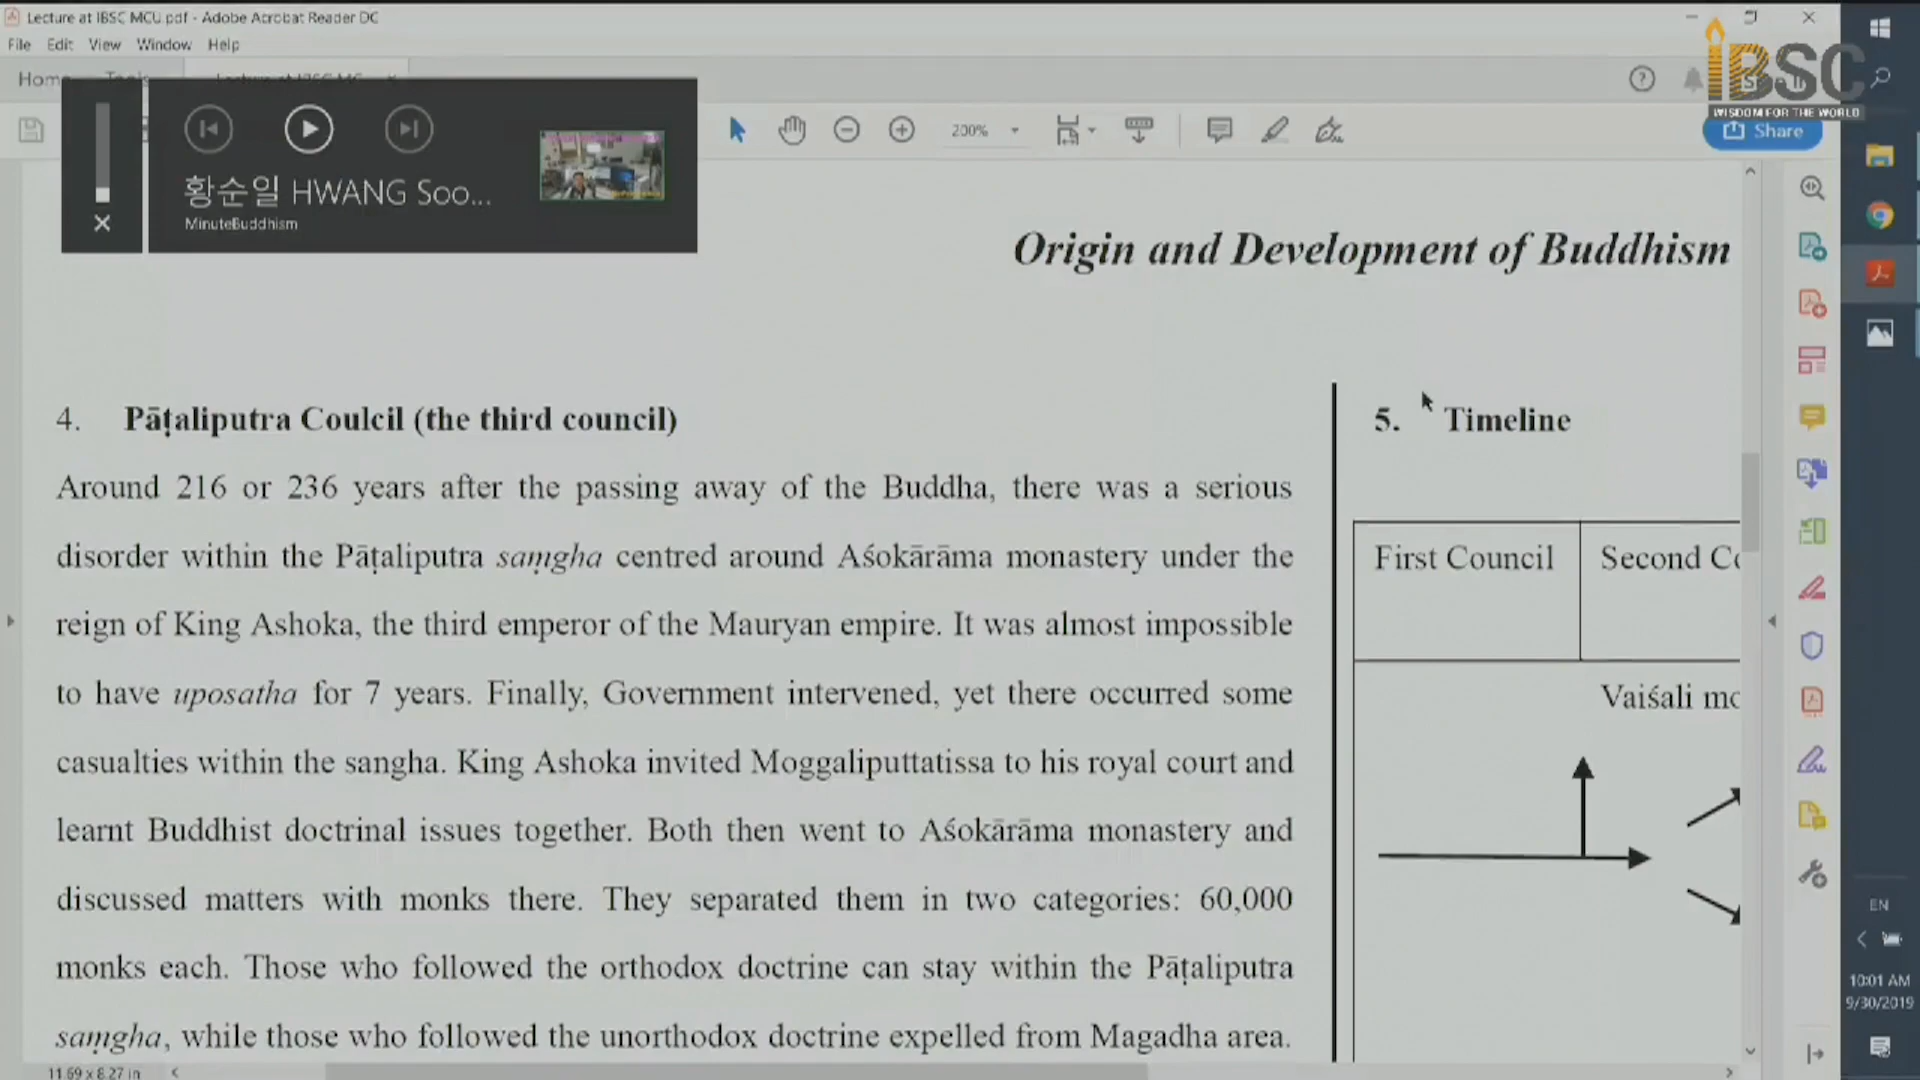 Lecture at IBSC MCU.pdf - Adobe Acrobat Reader DC
File Edit View Window Help
IBSC
WISDOM FOR THE WORLD
200%
Share
황순일 HWANG Soo...
MinuteBuddhism
Origin and Development of Buddhism
4. Pāṭaliputra Coulcil (the third council)
Around 216 or 236 years after the passing away of the Buddha, there was a serious
disorder within the Pāṭaliputra saṃgha centred around Aśokārāma monastery under the
reign of King Ashoka, the third emperor of the Mauryan empire. It was almost impossible
to have uposatha for 7 years. Finally, Government intervened, yet there occurred some
casualties within the sangha. King Ashoka invited Moggaliputtatissa to his royal court and
learnt Buddhist doctrinal issues together. Both then went to Aśokārāma monastery and
discussed matters with monks there. They separated them in two categories: 60,000
monks each. Those who followed the orthodox doctrine can stay within the Pāṭaliputra
saṃgha, while those who followed the unorthodox doctrine expelled from Magadha area.
5. Timeline
First Council
Second
Vaiśali
EN
10:01 AM
9/30/2019
11.69 x 8.27 in